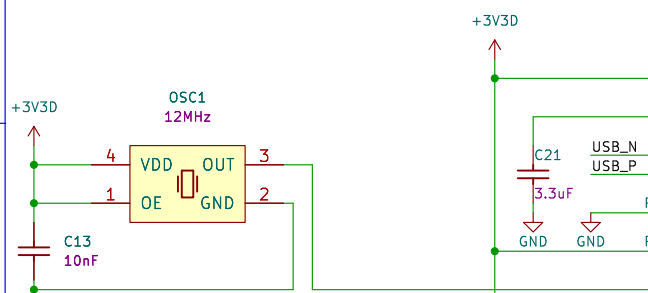 +3V3D
+3V3D
OSC1
12MHz
4 VDD OUT 3
1 OE GND 2
C13
10nF
C21
3.3uF
USB_N
USB_P
GND
GND